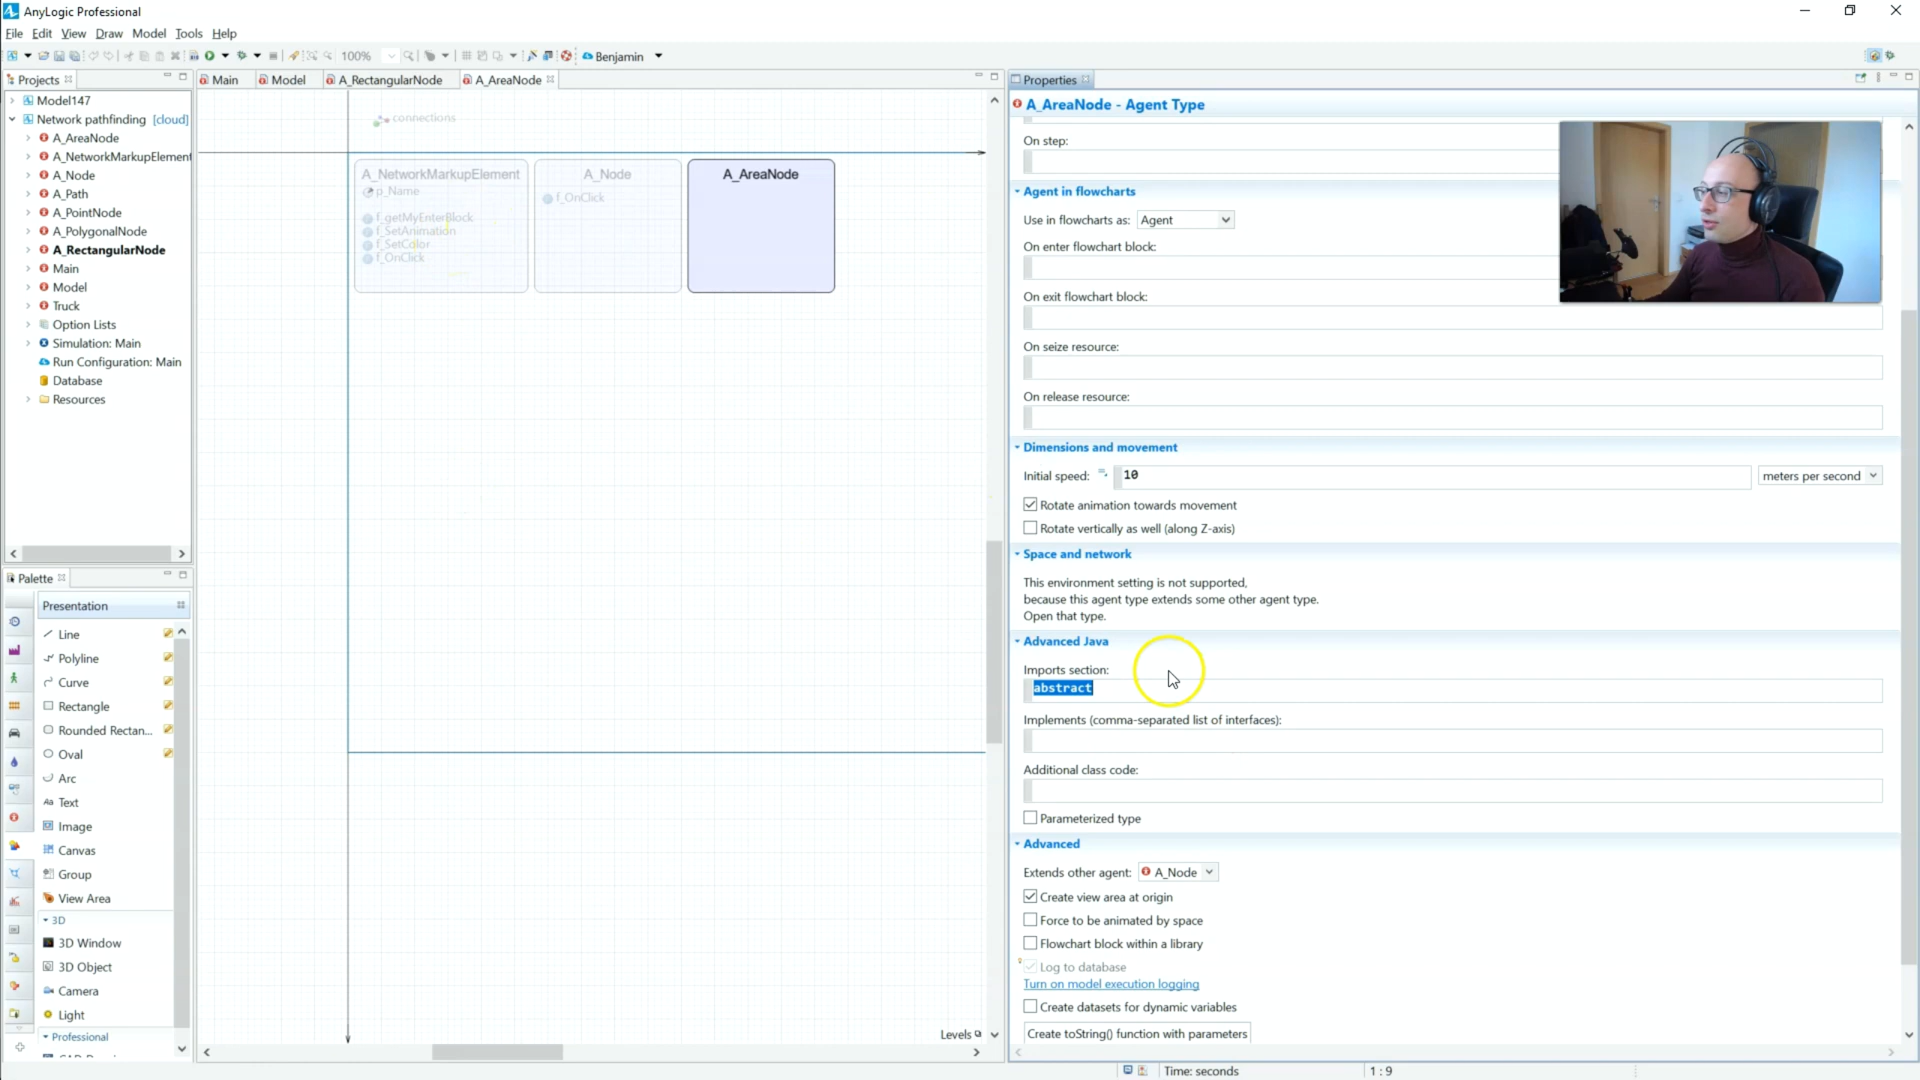 AnyLogic Professional
File Edit View Draw Model Tools Help
100% Benjamin
Projects
Model147
Network pathfinding [cloud]
A_AreaNode
A_NetworkMarkupElement
A_Node
A_Path
A_PointNode
A_PolygonalNode
A_RectangularNode
Main
Model
Truck
Option Lists
Simulation: Main
Run Configuration: Main
Database
Resources
Palette
Presentation
Line
Polyline
Curve
Rectangle
Rounded Rectan...
Oval
Arc
Text
Image
Canvas
Group
View Area
3D
3D Window
3D Object
Camera
Light
Professional
Main Model A_RectangularNode A_AreaNode
connections
A_NetworkMarkupElement
p_Name
f_getMyEnterBlock
f_SetAnimation
f_SetColor
f_OnClick
A_Node
f_OnClick
A_AreaNode
Levels
Properties
A_AreaNode - Agent Type
On step:
Agent in flowcharts
Use in flowcharts as: Agent
On enter flowchart block:
On exit flowchart block:
On seize resource:
On release resource:
Dimensions and movement
Initial speed: 10 meters per second
Rotate animation towards movement
Rotate vertically as well (along Z-axis)
Space and network
This environment setting is not supported,
because this agent type extends some other agent type.
Open that type.
Advanced Java
Imports section:
abstract
Implements (comma-separated list of interfaces):
Additional class code:
Parameterized type
Advanced
Extends other agent: A_Node
Create view area at origin
Force to be animated by space
Flowchart block within a library
Log to database
Turn on model execution logging
Create datasets for dynamic variables
Create toString() function with parameters
Time: seconds 1 : 9